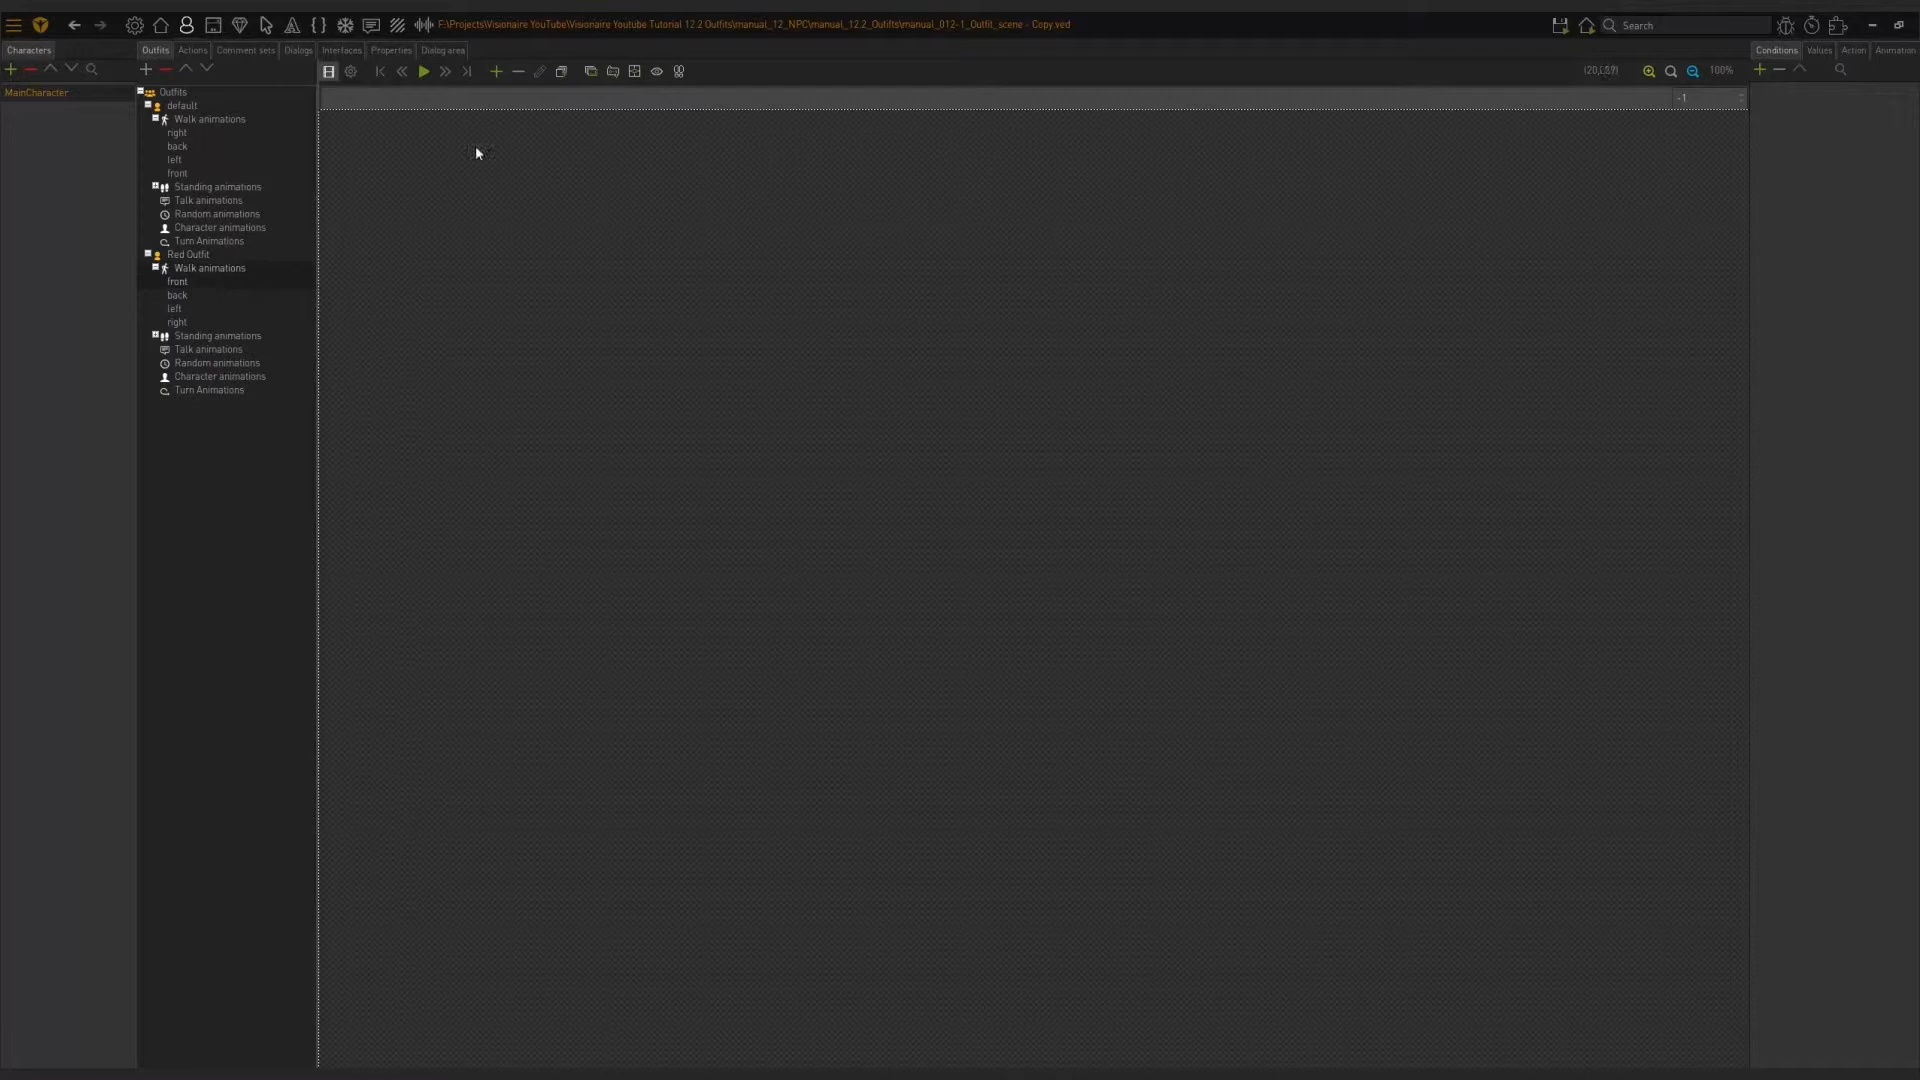 F:\Projects\Visionaire YouTube\Visionaire Youtube Tutorial 12.2 Outfits\manual_12_NPC\manual_12.2_Outifts\manual_012-1_Outfit_scene - Copy.ved
Search
Characters
Outfits
Actions
Comment sets
Dialogs
Interfaces
Properties
Dialog area
Conditions
Values
Action
Animation
100%
MainCharacter
Outfits
-1
default
Walk animations
right
back
left
front
Standing animations
Talk animations
Random animations
Character animations
Turn Animations
Red Outfit
Walk animations
front
back
left
right
Standing animations
Talk animations
Random animations
Character animations
Turn Animations